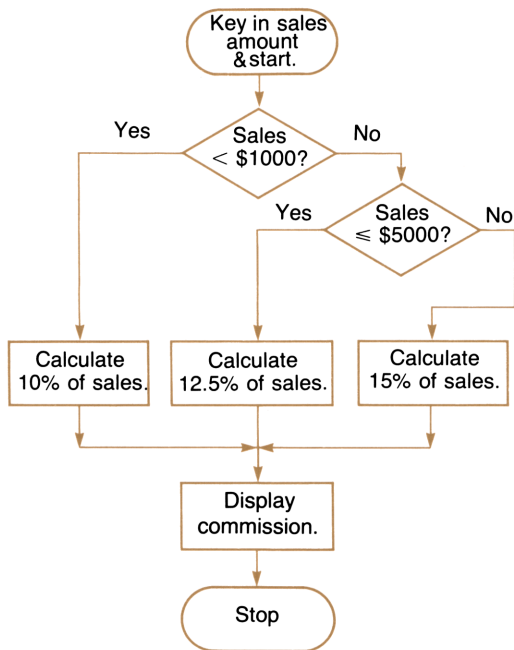 Key in sales
amount
& start.
Yes
Sales
< $1000?
No
Yes
Sales
≤ $5000?
No
Calculate
10% of sales.
Calculate
12.5% of sales.
Calculate
15% of sales.
Display
commission.
Stop